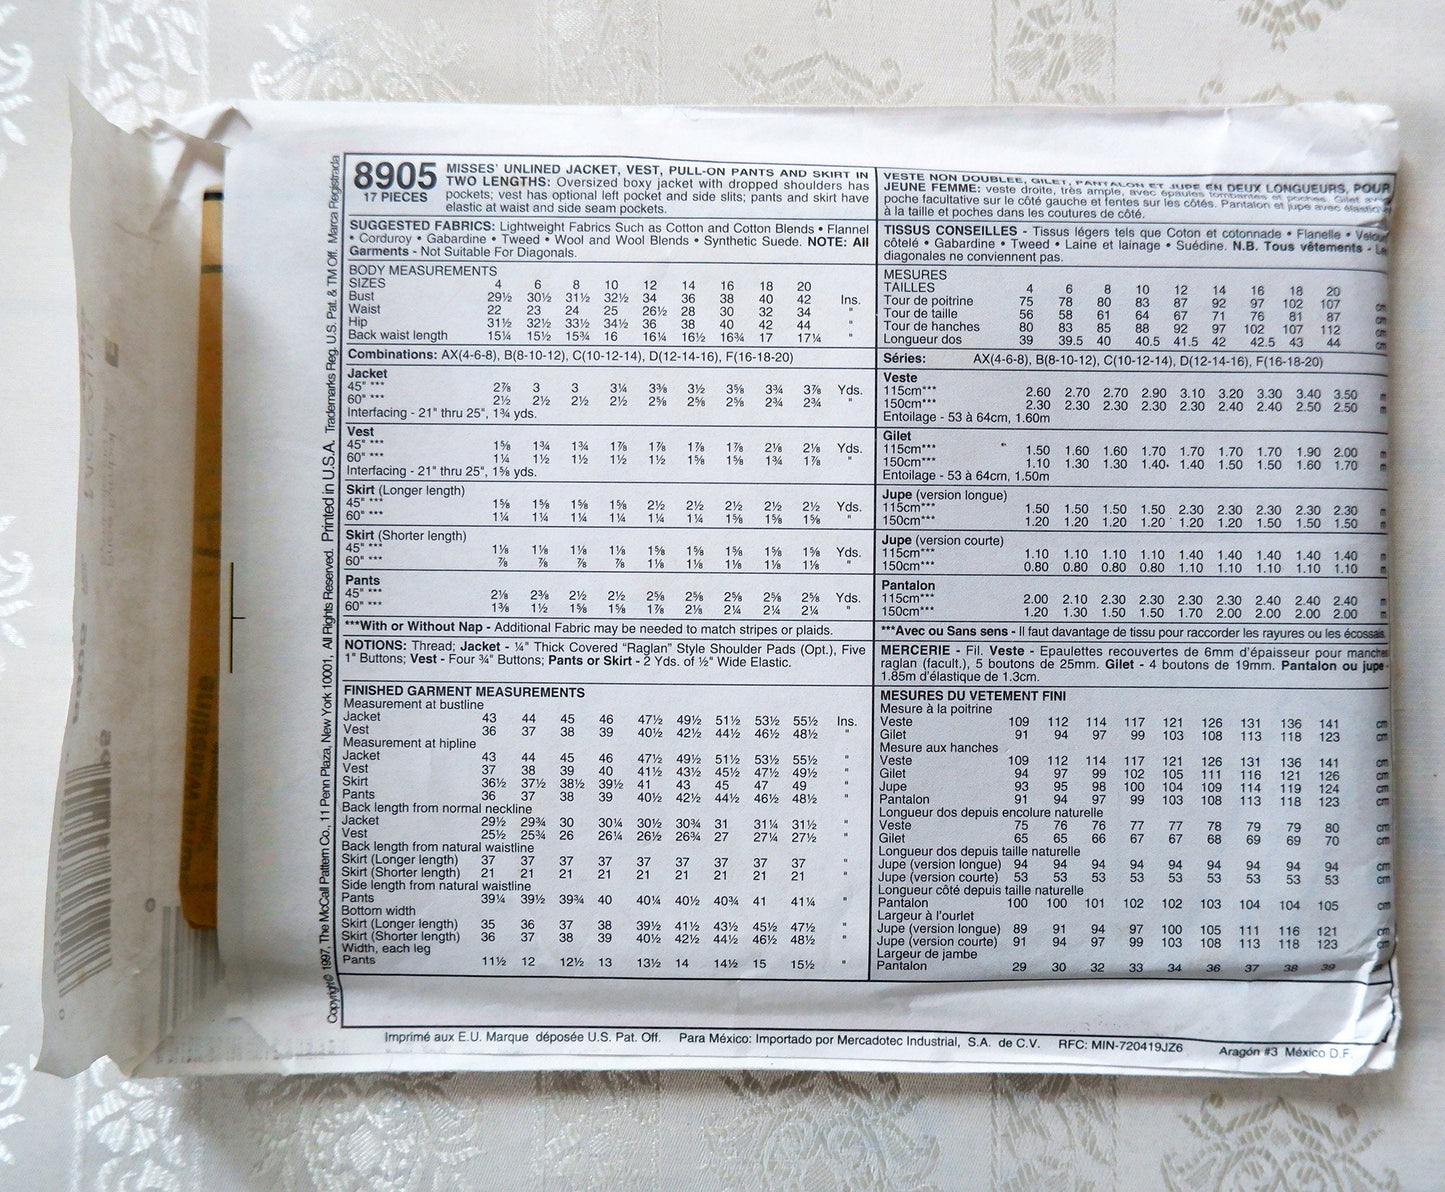 8905
17 PIECES
MISSES' UNLINED JACKET, VEST, PULL-ON PANTS AND SKIRT IN
TWO LENGTHS: Oversized boxy jacket with dropped shoulders has
pockets; vest has optional left pocket and side slits; pants and skirt have
elastic at waist and side seam pockets.
SUGGESTED FABRICS: Lightweight Fabrics Such as Cotton and Cotton Blends • Flannel
• Corduroy • Gabardine • Tweed • Wool and Wool Blends • Synthetic Suede. NOTE: All
Garments - Not Suitable For Diagonals.
BODY MEASUREMENTS
SIZES 4 6 8 10 12 14 16 18 20
Bust 29½ 30½ 31½ 32½ 34 36 38 40 42 Ins.
Waist 22 23 24 25 26½ 28 30 32 34 "
Hip 31½ 32½ 33½ 34½ 36 38 40 42 44 "
Back waist length 15¼ 15½ 15¾ 16 16¼ 16½ 16¾ 17 17¼ "
Combinations: AX(4-6-8), B(8-10-12), C(10-12-14), D(12-14-16), F(16-18-20)
Jacket
45" *** 2⅞ 3 3 3¼ 3⅜ 3½ 3⅝ 3¾ 3⅞ Yds.
60" *** 2½ 2½ 2½ 2½ 2⅝ 2⅝ 2⅝ 2¾ 2¾ "
Interfacing - 21" thru 25", 1¾ yds.
Vest
45" *** 1⅝ 1¾ 1¾ 1⅞ 1⅞ 1⅞ 1⅞ 2⅛ 2⅛ Yds.
60" *** 1¼ 1½ 1½ 1½ 1½ 1⅝ 1⅝ 1¾ 1⅞ "
Interfacing - 21" thru 25", 1⅝ yds.
Skirt (Longer length)
45" *** 1⅝ 1⅝ 1⅝ 1⅝ 2½ 2½ 2½ 2½ 2½ Yds.
60" *** 1¼ 1¼ 1¼ 1¼ 1¼ 1¼ 1⅝ 1⅝ 1⅝ "
Skirt (Shorter length)
45" *** 1⅛ 1⅛ 1⅛ 1⅛ 1⅝ 1⅝ 1⅝ 1⅝ 1⅝ Yds.
60" *** ⅞ ⅞ ⅞ ⅞ 1⅛ 1⅛ 1⅛ 1⅛ 1⅛ "
Pants
45" *** 2⅛ 2⅜ 2½ 2½ 2⅝ 2⅝ 2⅝ 2⅝ 2⅝ Yds.
60" *** 1⅜ 1½ 1⅝ 1⅝ 1⅞ 2⅛ 2¼ 2¼ 2¼ "
***With or Without Nap - Additional Fabric may be needed to match stripes or plaids.
NOTIONS: Thread; Jacket - ¼" Thick Covered "Raglan" Style Shoulder Pads (Opt.), Five
1" Buttons; Vest - Four ¾" Buttons; Pants or Skirt - 2 Yds. of ½" Wide Elastic.
FINISHED GARMENT MEASUREMENTS
Measurement at bustline
Jacket 43 44 45 46 47½ 49½ 51½ 53½ 55½ Ins.
Vest 36 37 38 39 40½ 42½ 44½ 46½ 48½ "
Measurement at hipline
Jacket 43 44 45 46 47½ 49½ 51½ 53½ 55½ "
Vest 37 38 39 40 41½ 43½ 45½ 47½ 49½ "
Skirt 36½ 37½ 38½ 39½ 41 43 45 47 49 "
Pants 36 37 38 39 40½ 42½ 44½ 46½ 48½ "
Back length from normal neckline
Jacket 29½ 29¾ 30 30¼ 30½ 30¾ 31 31¼ 31½ "
Vest 25½ 25¾ 26 26¼ 26½ 26¾ 27 27¼ 27½ "
Back length from natural waistline
Skirt (Longer length) 37 37 37 37 37 37 37 37 37 "
Skirt (Shorter length) 21 21 21 21 21 21 21 21 21 "
Side length from natural waistline
Pants 39¼ 39½ 39¾ 40 40¼ 40½ 40¾ 41 41¼ "
Bottom width
Skirt (Longer length) 35 36 37 38 39½ 41½ 43½ 45½ 47½ "
Skirt (Shorter length) 36 37 38 39 40½ 42½ 44½ 46½ 48½ "
Width, each leg
Pants 11½ 12 12½ 13 13½ 14 14½ 15 15½ "
VESTE NON DOUBLEE, GILET, PANTALON ET JUPE EN DEUX LONGUEURS, POUR
JEUNE FEMME: veste droite, très ample, avec épaules tombantes et poches. Gilet avec
poche facultative sur le côté gauche et fentes sur les côtés. Pantalon et jupe avec élastique
à la taille et poches dans les coutures de côté.
TISSUS CONSEILLES - Tissus légers tels que Coton et cotonnade • Flanelle • Velours
côtelé • Gabardine • Tweed • Laine et lainage • Suédine. N.B. Tous vêtements - Les
diagonales ne conviennent pas.
MESURES
TAILLES 4 6 8 10 12 14 16 18 20
Tour de poitrine 75 78 80 83 87 92 97 102 107 cm
Tour de taille 56 58 61 64 67 71 76 81 87 cm
Tour de hanches 80 83 85 88 92 97 102 107 112 cm
Longueur dos 39 39.5 40 40.5 41.5 42 42.5 43 44 cm
Séries: AX(4-6-8), B(8-10-12), C(10-12-14), D(12-14-16), F(16-18-20)
Veste
115cm*** 2.60 2.70 2.70 2.90 3.10 3.20 3.30 3.40 3.50 m
150cm*** 2.30 2.30 2.30 2.30 2.30 2.40 2.40 2.50 2.50 m
Entoilage - 53 à 64cm, 1.60m
Gilet
115cm*** 1.50 1.60 1.60 1.70 1.70 1.70 1.70 1.90 2.00 m
150cm*** 1.10 1.30 1.30 1.40 1.40 1.50 1.50 1.60 1.70 m
Entoilage - 53 à 64cm, 1.50m
Jupe (version longue)
115cm*** 1.50 1.50 1.50 1.50 2.30 2.30 2.30 2.30 2.30 m
150cm*** 1.20 1.20 1.20 1.20 1.20 1.20 1.50 1.50 1.50 m
Jupe (version courte)
115cm*** 1.10 1.10 1.10 1.10 1.40 1.40 1.40 1.40 1.40 m
150cm*** 0.80 0.80 0.80 0.80 1.10 1.10 1.10 1.10 1.10 m
Pantalon
115cm*** 2.00 2.10 2.30 2.30 2.30 2.30 2.40 2.40 2.40 m
150cm*** 1.20 1.30 1.50 1.50 1.70 2.00 2.00 2.00 2.00 m
***Avec ou Sans sens - Il faut davantage de tissu pour raccorder les rayures ou les écossais.
MERCERIE - Fil. Veste - Epaulettes recouvertes de 6mm d'épaisseur pour manches
raglan (facult.), 5 boutons de 25mm. Gilet - 4 boutons de 19mm. Pantalon ou jupe -
1.85m d'élastique de 1.3cm.
MESURES DU VETEMENT FINI
Mesure à la poitrine
Veste 109 112 114 117 121 126 131 136 141 cm
Gilet 91 94 97 99 103 108 113 118 123 cm
Mesure aux hanches
Veste 109 112 114 117 121 126 131 136 141 cm
Gilet 94 97 99 102 105 111 116 121 126 cm
Jupe 93 95 98 100 104 109 114 119 124 cm
Pantalon 91 94 97 99 103 108 113 118 123 cm
Longueur dos depuis encolure naturelle
Veste 75 76 76 77 77 78 79 79 80 cm
Gilet 65 65 66 67 67 68 69 69 70 cm
Longueur dos depuis taille naturelle
Jupe (version longue) 94 94 94 94 94 94 94 94 94 cm
Jupe (version courte) 53 53 53 53 53 53 53 53 53 cm
Longueur côté depuis taille naturelle
Pantalon 100 100 101 102 102 103 104 104 105 cm
Largeur à l'ourlet
Jupe (version longue) 89 91 94 97 100 105 111 116 121 cm
Jupe (version courte) 91 94 97 99 103 108 113 118 123 cm
Largeur de jambe
Pantalon 29 30 32 33 34 36 37 38 39
Imprimé aux E.U. Marque déposée U.S. Pat. Off. Para México: Importado por Mercadotec Industrial, S.A. de C.V. RFC: MIN-720419JZ6 Aragón #3 México D.F.
Copyright© 1997, The McCall Pattern Co., 11 Penn Plaza, New York 10001, All Rights Reserved. Printed in U.S.A. Trademarks Reg. U.S. Pat. & TM Off. Marca Registrada
waistline